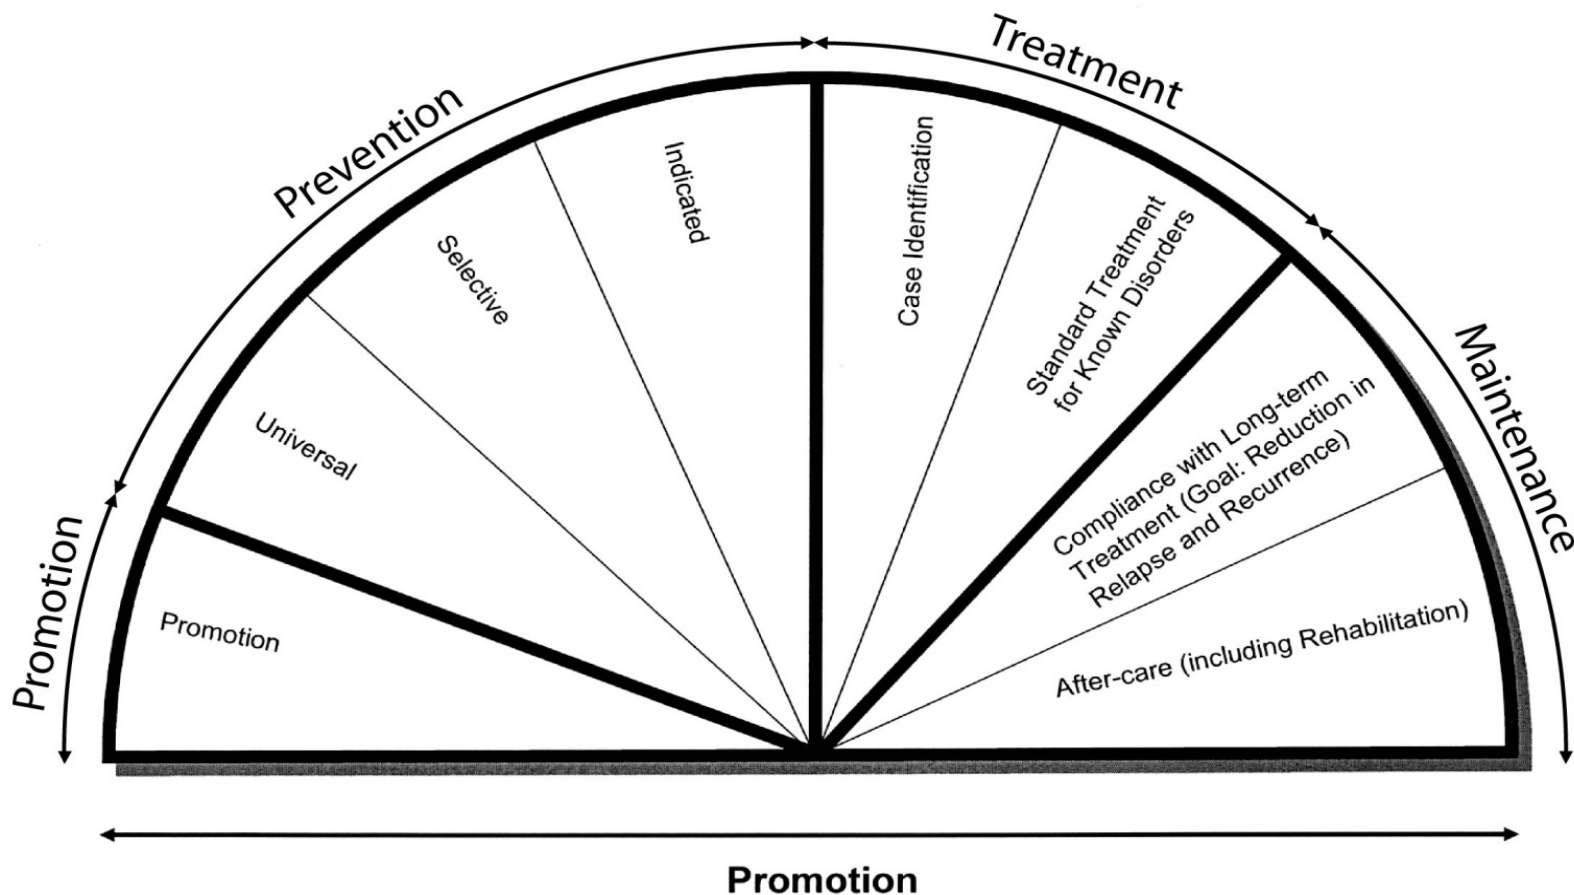 Promotion
Prevention
Treatment
Maintenance
Promotion
Universal
Selective
Indicated
Case Identification
Standard Treatment
for Known Disorders
Compliance with Long-term
Treatment (Goal: Reduction in
Relapse and Recurrence)
After-care (including Rehabilitation)
Promotion